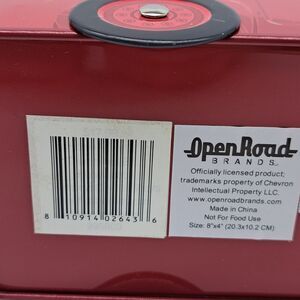 8 10914 02643 6
OpenRoad
BRANDS
Officially licensed product;
trademarks property of Chevron
Intellectual Property LLC.
www.openroadbrands.com
Made in China
Not For Food Use
Size: 8"x4" (20.3x10.2 CM)